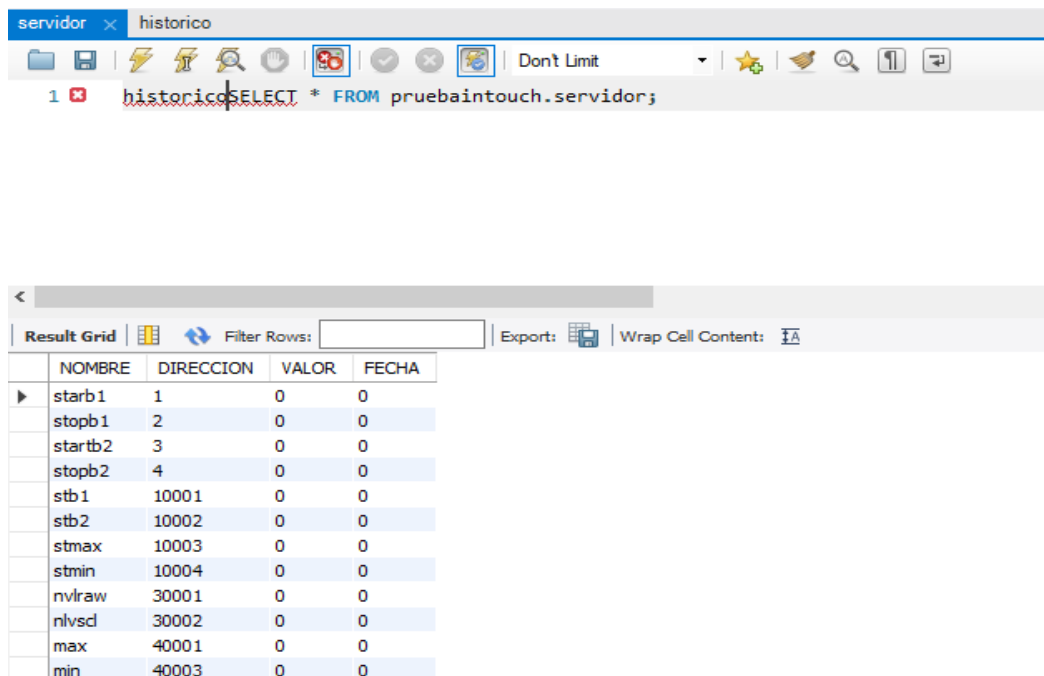 servidor historico
Don't Limit
1 historicoSELECT * FROM pruebaintouch.servidor;
Result Grid Filter Rows: Export: Wrap Cell Content: IA
NOMBRE DIRECCION VALOR FECHA
starb1 1 0 0
stopb1 2 0 0
startb2 3 0 0
stopb2 4 0 0
stb1 10001 0 0
stb2 10002 0 0
stmax 10003 0 0
stmin 10004 0 0
nvlraw 30001 0 0
nlvscl 30002 0 0
max 40001 0 0
min 40003 0 0